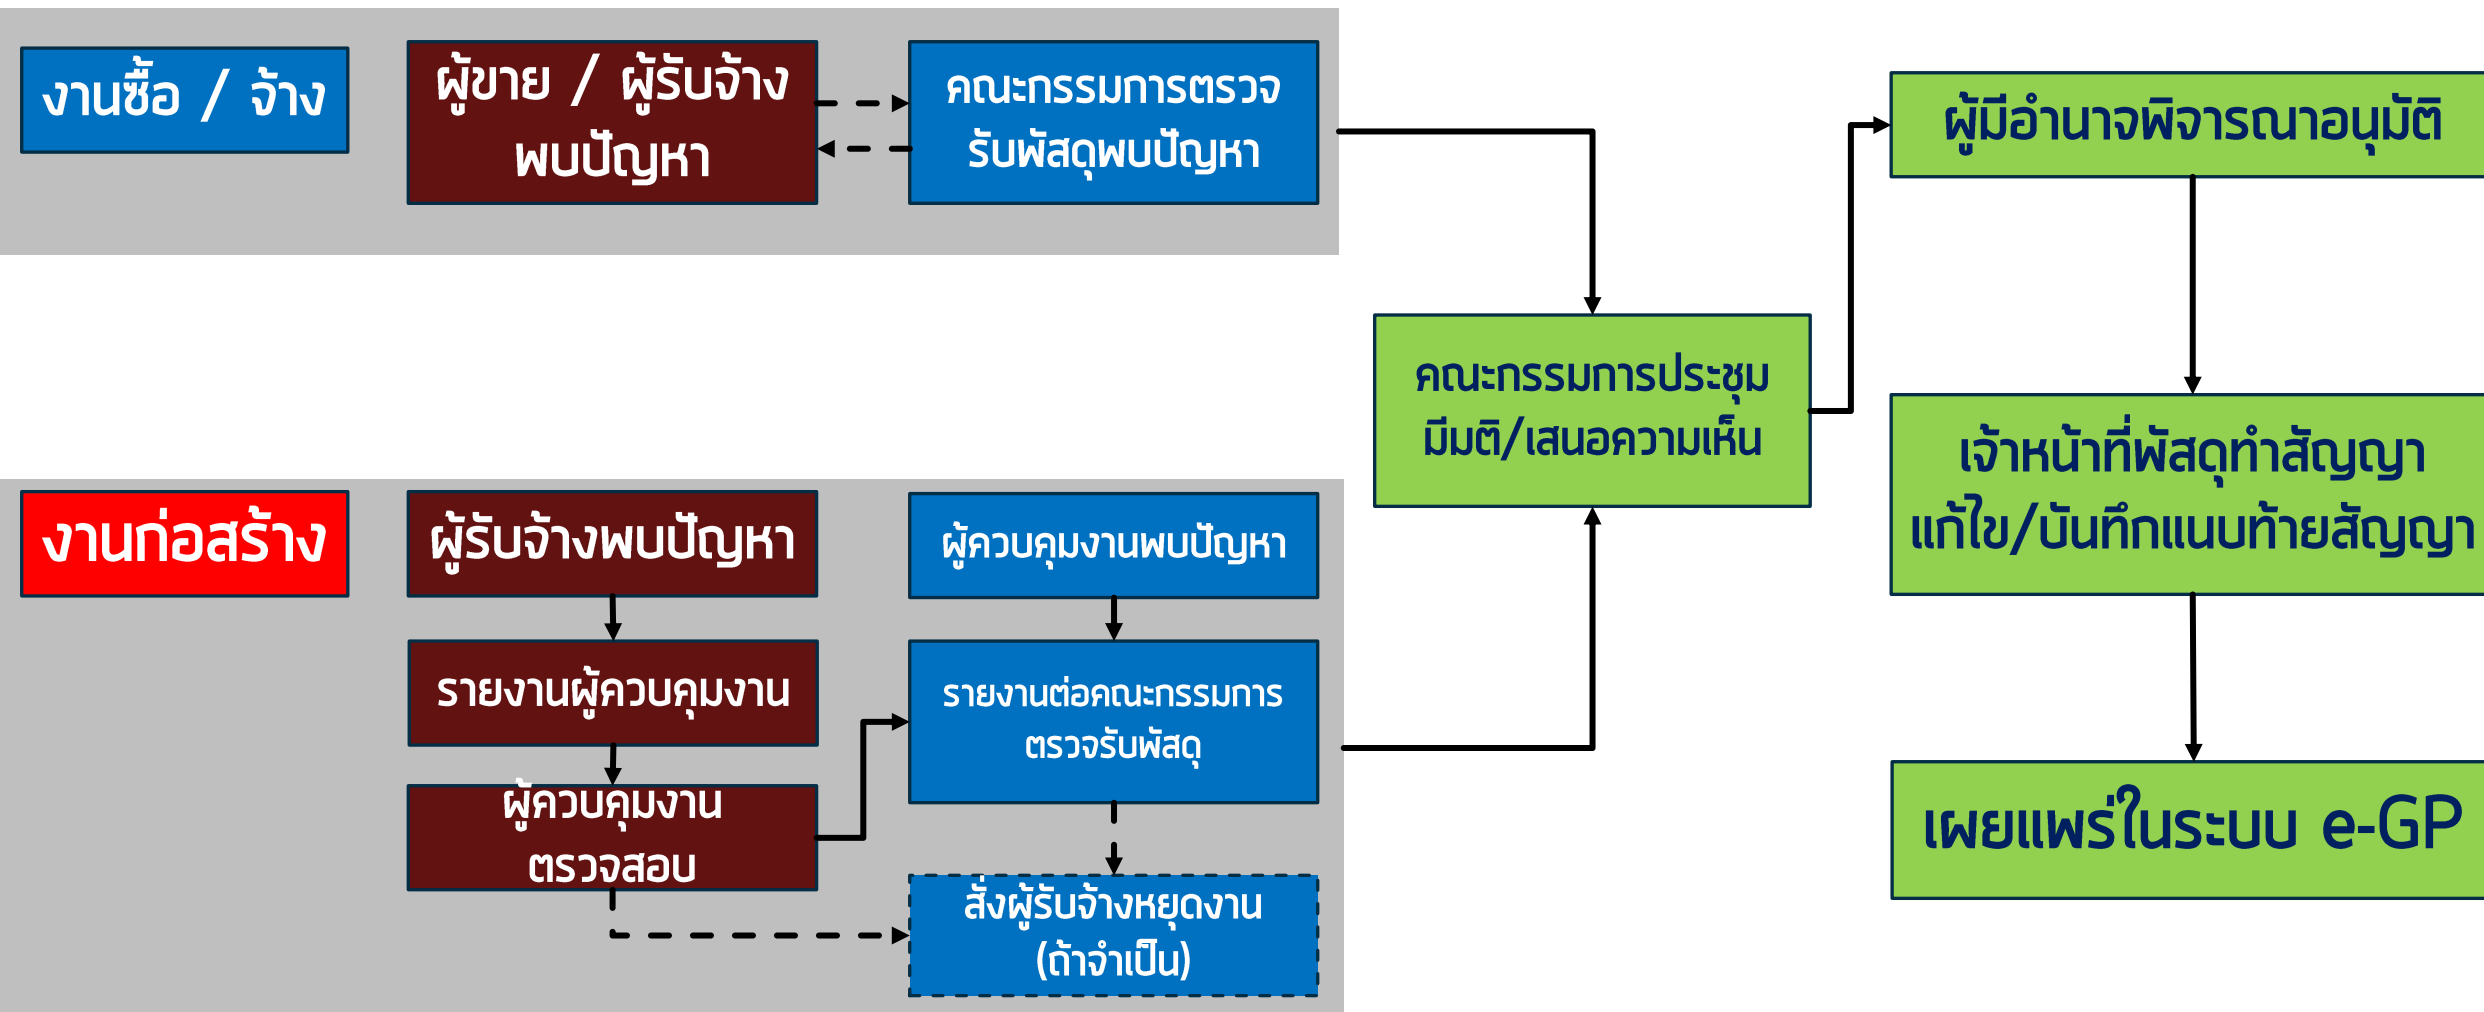 งานซื้อ / จ้าง
ผู้ขาย / ผู้รับจ้าง
พบปัญหา
คณะกรรมการตรวจ
รับพัสดุพบปัญหา
ผู้มีอำนาจพิจารณาอนุมัติ
คณะกรรมการประชุม
มีมติ/เสนอความเห็น
เจ้าหน้าที่พัสดุทำสัญญา
แก้ไข/บันทึกแนบท้ายสัญญา
เผยแพร่ในระบบ e-GP
งานก่อสร้าง
ผู้รับจ้างพบปัญหา
รายงานผู้ควบคุมงาน
ผู้ควบคุมงาน
ตรวจสอบ
ผู้ควบคุมงานพบปัญหา
รายงานต่อคณะกรรมการ
ตรวจรับพัสดุ
สั่งผู้รับจ้างหยุดงาน
(ถ้าจำเป็น)